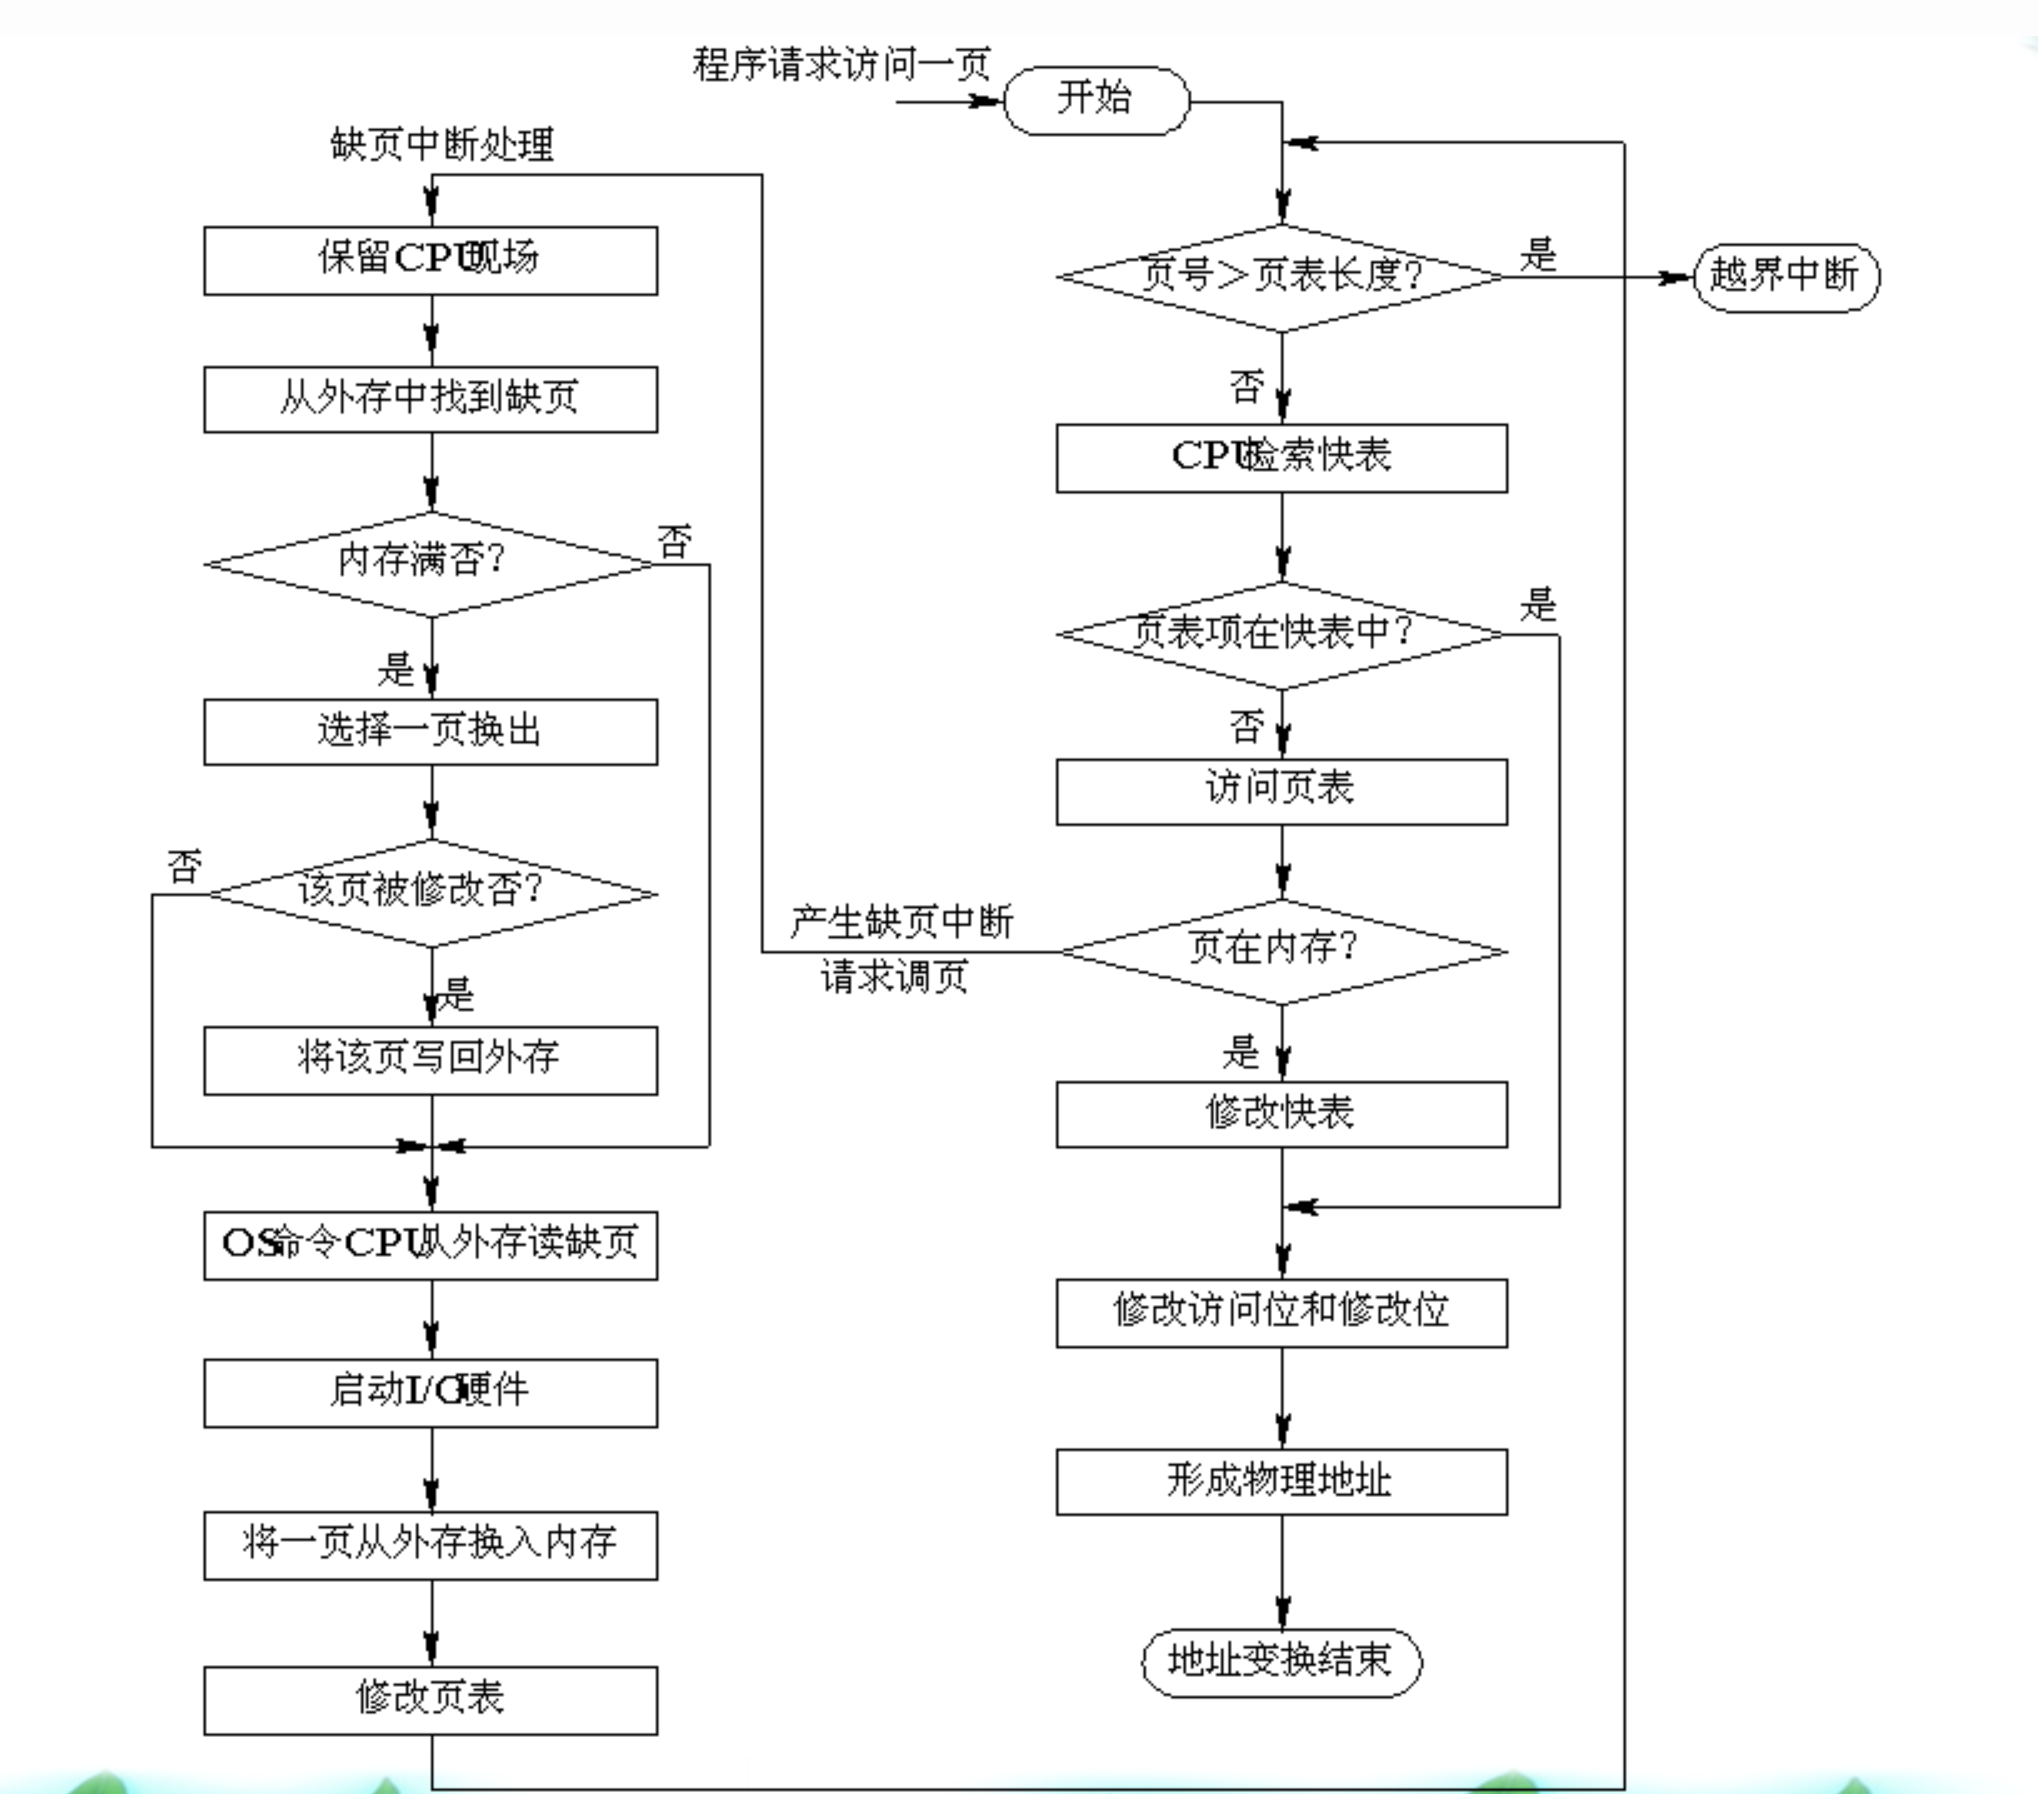 程序请求访问一页
开始
缺页中断处理
保留CPU现场
从外存中找到缺页
内存满否?
否
是
选择一页换出
该页被修改否?
否
是
将该页写回外存
OS命令CPU从外存读缺页
启动I/O硬件
将一页从外存换入内存
修改页表
页号>页表长度?
是
越界中断
否
CPU检索快表
页表项在快表中?
是
否
访问页表
页在内存?
产生缺页中断
请求调页
是
修改快表
修改访问位和修改位
形成物理地址
地址变换结束